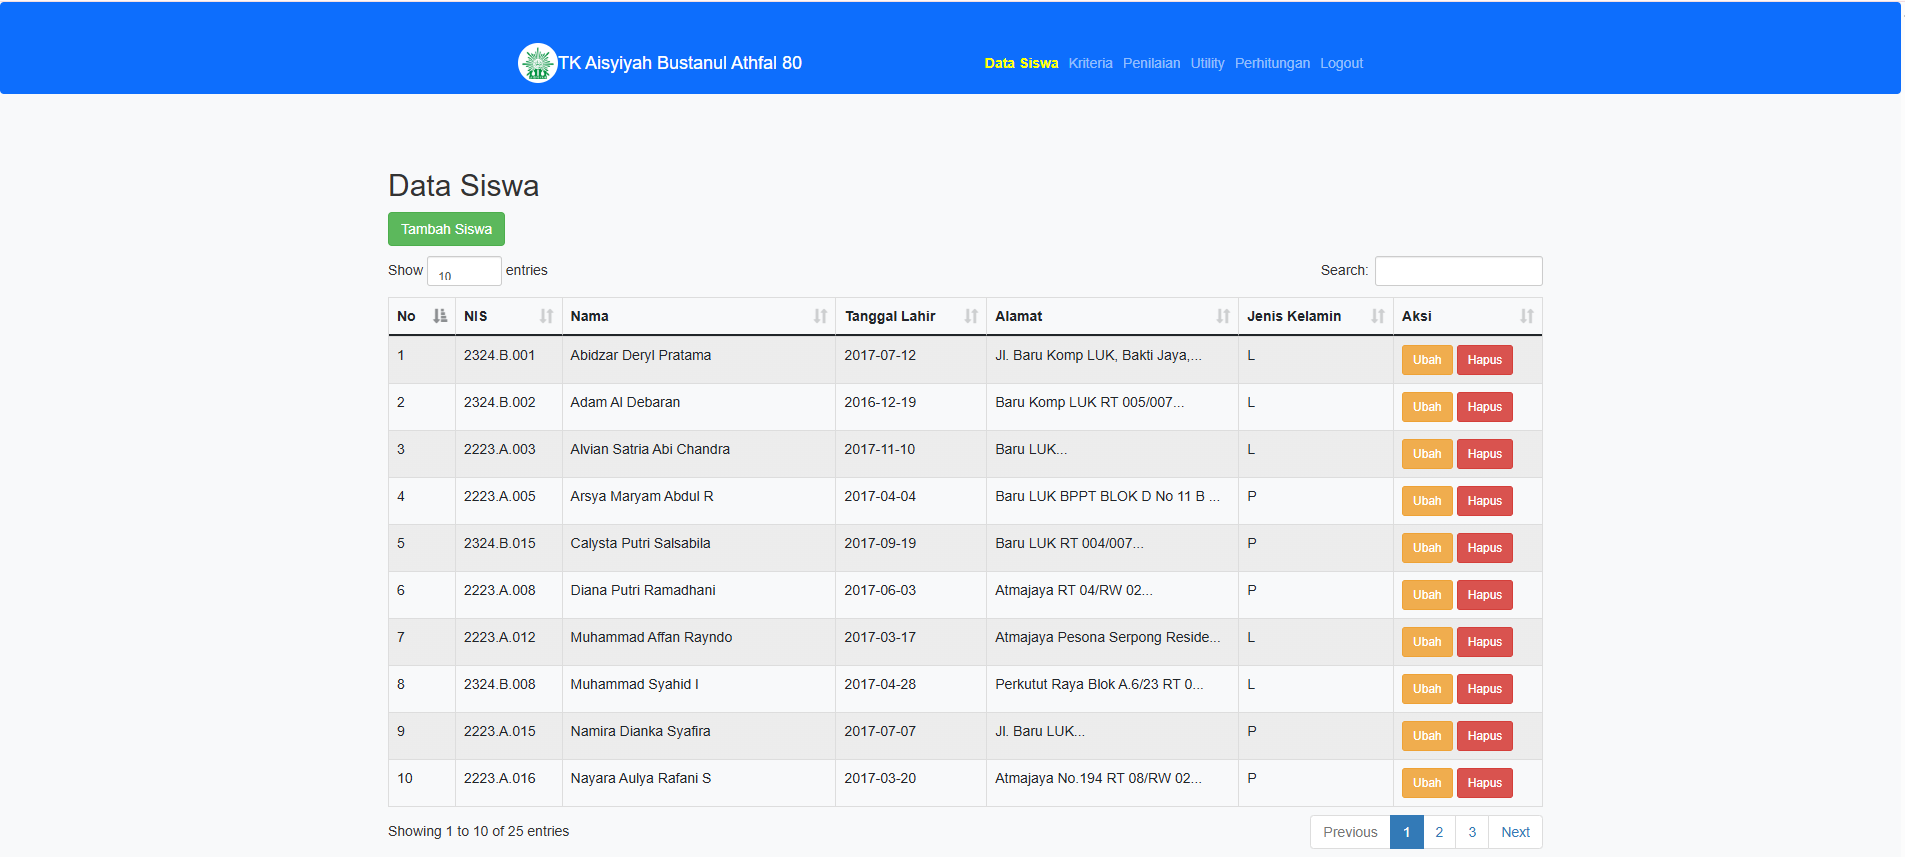 TK Aisyiyah Bustanul Athfal 80 Data Siswa Kriteria Penilaian Utility Perhitungan Logout
Data Siswa
Tambah Siswa
Show 10 entries Search:
No NIS Nama Tanggal Lahir Alamat Jenis Kelamin Aksi
1 2324.B.001 Abidzar Deryl Pratama 2017-07-12 Jl. Baru Komp LUK, Bakti Jaya,... L Ubah Hapus
2 2324.B.002 Adam Al Debaran 2016-12-19 Baru Komp LUK RT 005/007... L Ubah Hapus
3 2223.A.003 Alvian Satria Abi Chandra 2017-11-10 Baru LUK... L Ubah Hapus
4 2223.A.005 Arsya Maryam Abdul R 2017-04-04 Baru LUK BPPT BLOK D No 11 B ... P Ubah Hapus
5 2324.B.015 Calysta Putri Salsabila 2017-09-19 Baru LUK RT 004/007... P Ubah Hapus
6 2223.A.008 Diana Putri Ramadhani 2017-06-03 Atmajaya RT 04/RW 02... P Ubah Hapus
7 2223.A.012 Muhammad Affan Rayndo 2017-03-17 Atmajaya Pesona Serpong Reside... L Ubah Hapus
8 2324.B.008 Muhammad Syahid I 2017-04-28 Perkutut Raya Blok A.6/23 RT 0... L Ubah Hapus
9 2223.A.015 Namira Dianka Syafira 2017-07-07 Jl. Baru LUK... P Ubah Hapus
10 2223.A.016 Nayara Aulya Rafani S 2017-03-20 Atmajaya No.194 RT 08/RW 02... P Ubah Hapus
Showing 1 to 10 of 25 entries Previous 1 2 3 Next